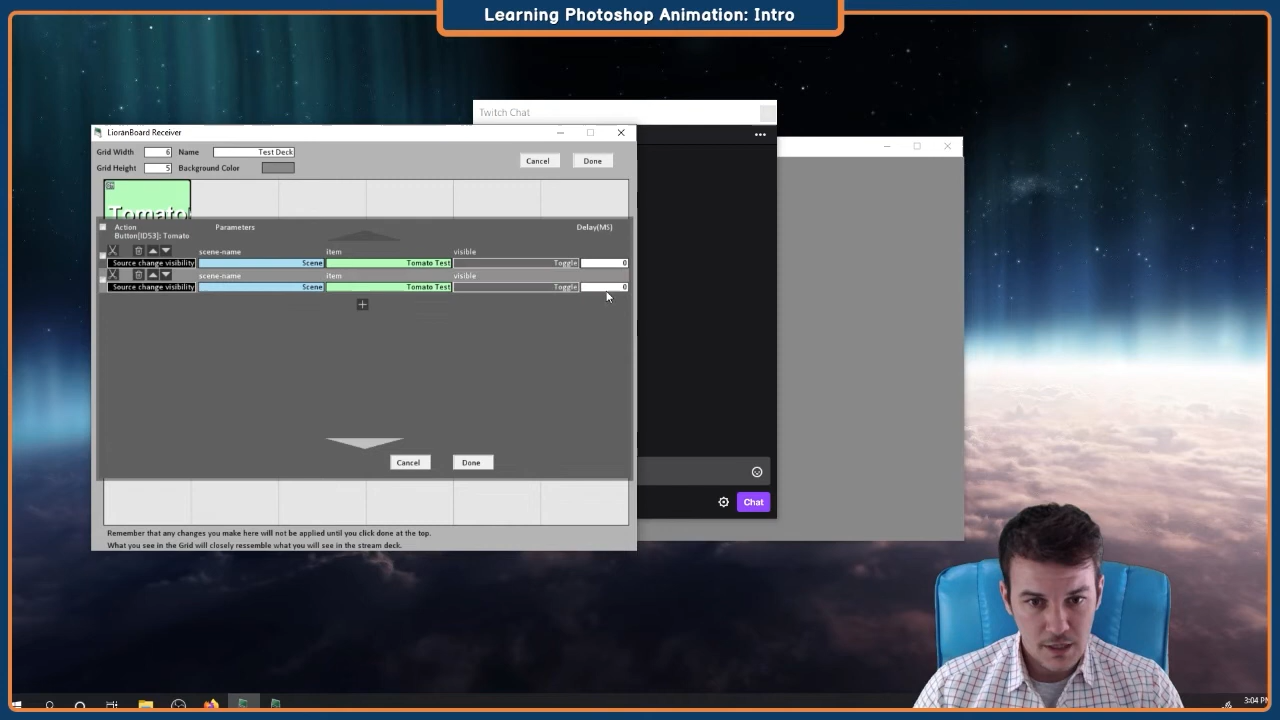 Learning Photoshop Animation: Intro
Twitch Chat
LioranBoard Receiver
Grid Width 6 Name Test Deck
Grid Height 5 Background Color
Cancel Done
Tomato
Action Parameters Delay(MS)
Button[ID53]: Tomato
scene-name item visible
Source change visibility Scene Tomato Test Toggle 0
scene-name item visible
Source change visibility Scene Tomato Test Toggle 0
Cancel Done
Chat
Remember that any changes you make here will not be applied until you click done at the top.
What you see in the Grid will closely ressemble what you will see in the stream deck.
3:04 PM